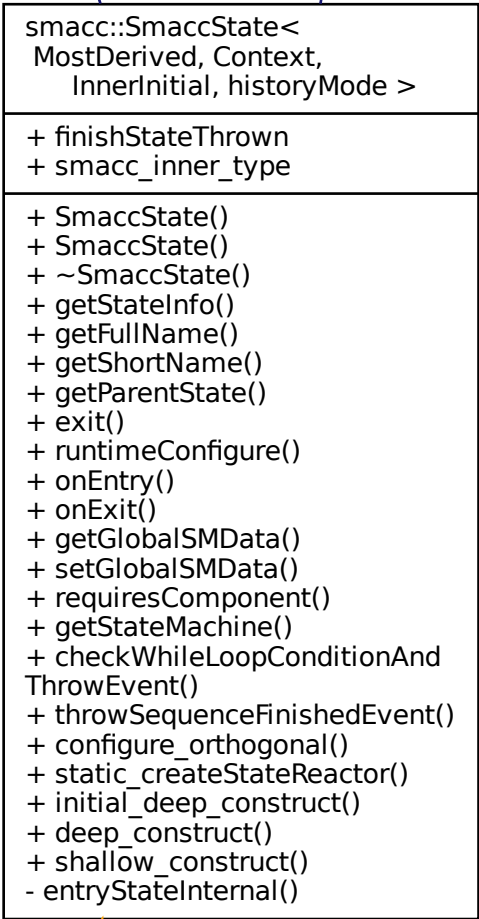 smacc::SmaccState<
MostDerived, Context,
InnerInitial, historyMode >
+ finishStateThrown
+ smacc_inner_type
+ SmaccState()
+ SmaccState()
+ ~SmaccState()
+ getStateInfo()
+ getFullName()
+ getShortName()
+ getParentState()
+ exit()
+ runtimeConfigure()
+ onEntry()
+ onExit()
+ getGlobalSMData()
+ setGlobalSMData()
+ requiresComponent()
+ getStateMachine()
+ checkWhileLoopConditionAnd
ThrowEvent()
+ throwSequenceFinishedEvent()
+ configure_orthogonal()
+ static_createStateReactor()
+ initial_deep_construct()
+ deep_construct()
+ shallow_construct()
- entryStateInternal()